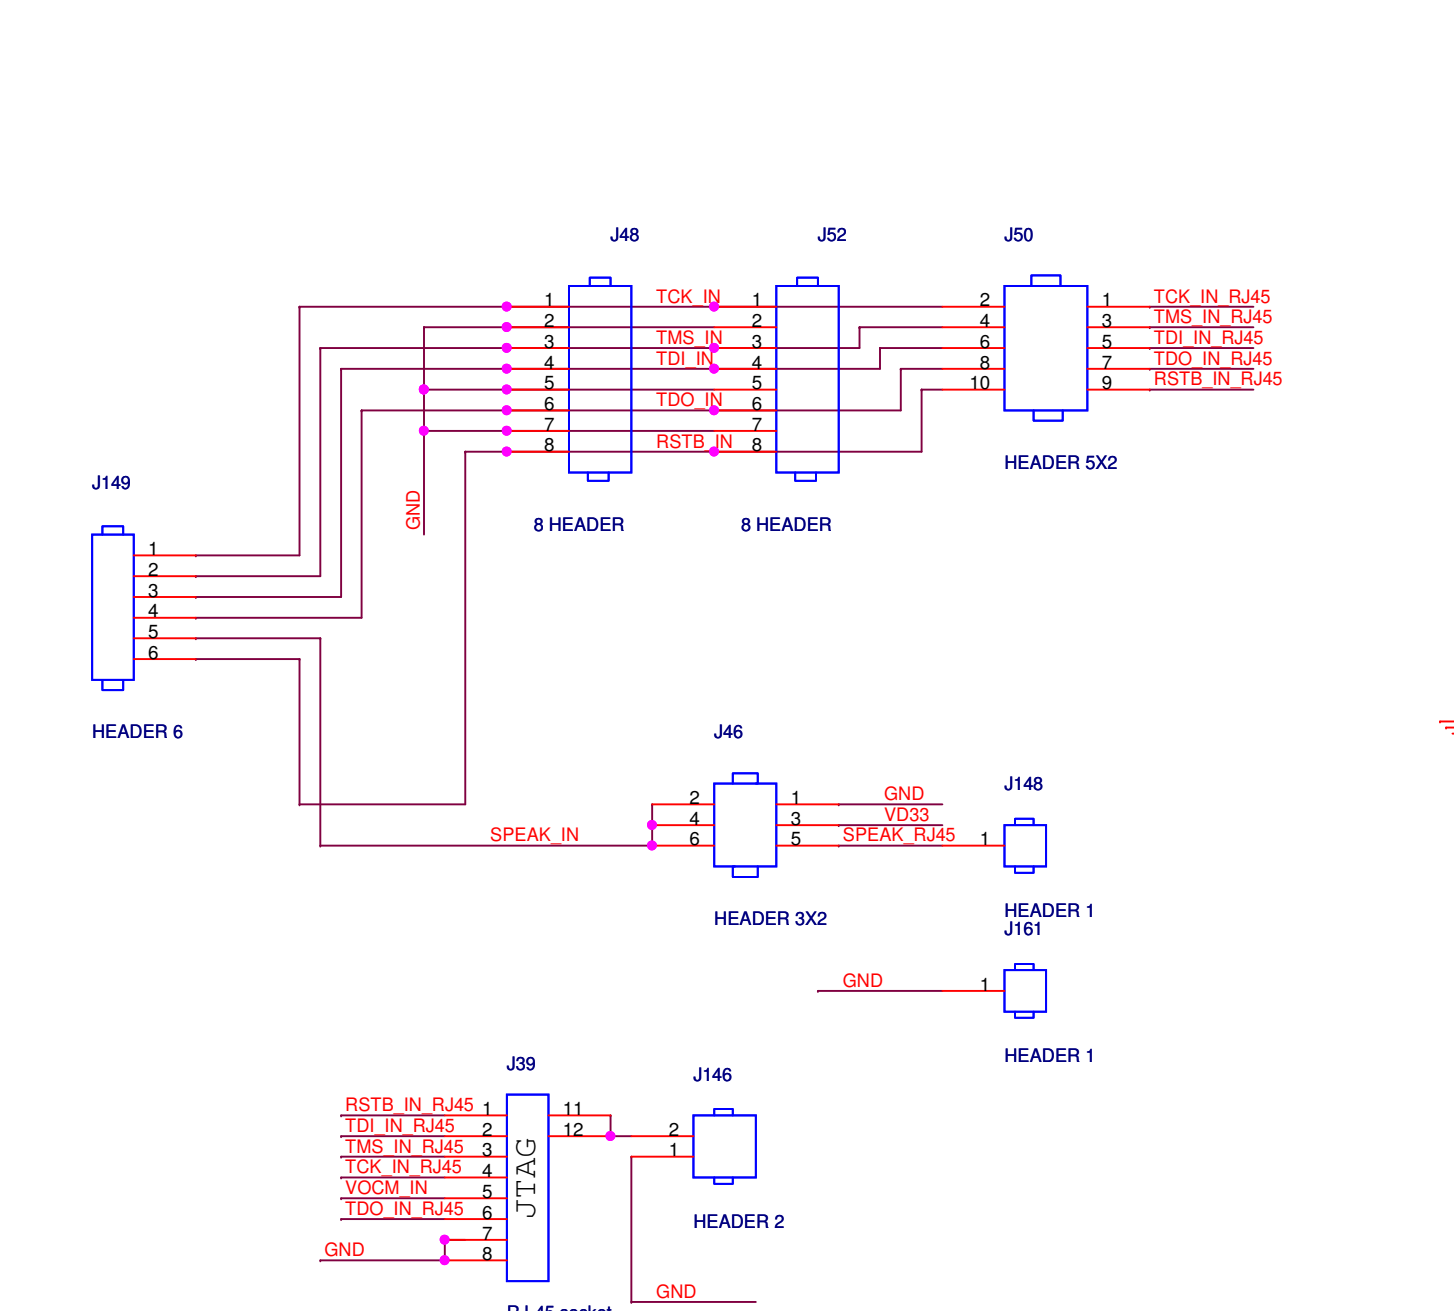 J48 J52 J50
1 TCK_IN 1 2 1 TCK_IN_RJ45
2 2 4 3 TMS_IN_RJ45
3 TMS_IN 3 6 5 TDI_IN_RJ45
4 TDI_IN 4 8 7 TDO_IN_RJ45
5 5 10 9 RSTB_IN_RJ45
6 TDO_IN 6
7 7
8 RSTB_IN 8
HEADER 5X2
J149
GND
8 HEADER 8 HEADER
1
2
3
4
5
6
HEADER 6
J46
J148
2 1 GND
4 3 VD33
SPEAK_IN 6 5 SPEAK_RJ45 1
HEADER 3X2
HEADER 1
J161
GND 1
HEADER 1
J39
J146
RSTB_IN_RJ45 1 11
TDI_IN_RJ45 2 12 2
TMS_IN_RJ45 3 1
TCK_IN_RJ45 4
VOCM_IN 5
TDO_IN_RJ45 6
7
GND 8
JTAG
HEADER 2
GND
RJ 45 socket